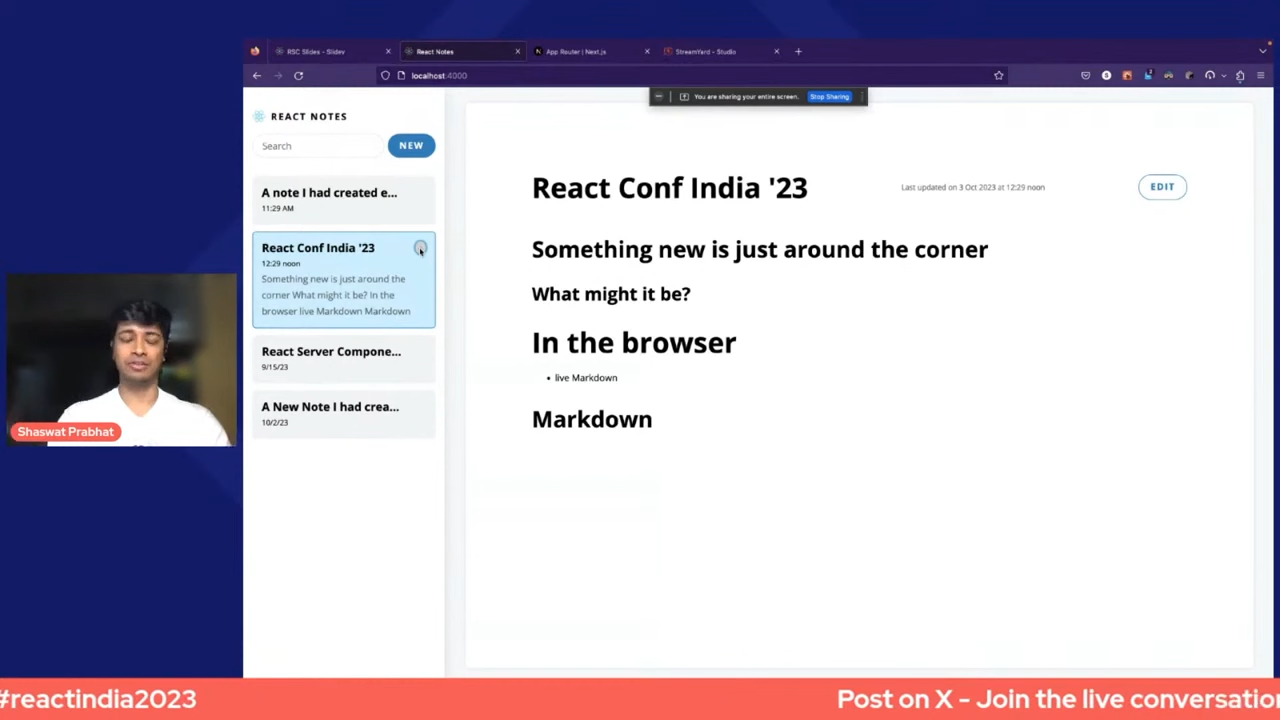 RSC Slides - Slidev
React Notes
App Router | Next.js
StreamYard - Studio
localhost:4000
You are sharing your entire screen.
Stop Sharing
REACT NOTES
Search
NEW
A note I had created e...
11:29 AM
React Conf India '23
12:29 noon
Something new is just around the
corner What might it be? In the
browser live Markdown Markdown
React Server Compone...
9/15/23
A New Note I had crea...
10/2/23
React Conf India '23
Last updated on 3 Oct 2023 at 12:29 noon
EDIT
Something new is just around the corner
What might it be?
In the browser
• live Markdown
Markdown
Shaswat Prabhat
#reactindia2023
Post on X - Join the live conversation